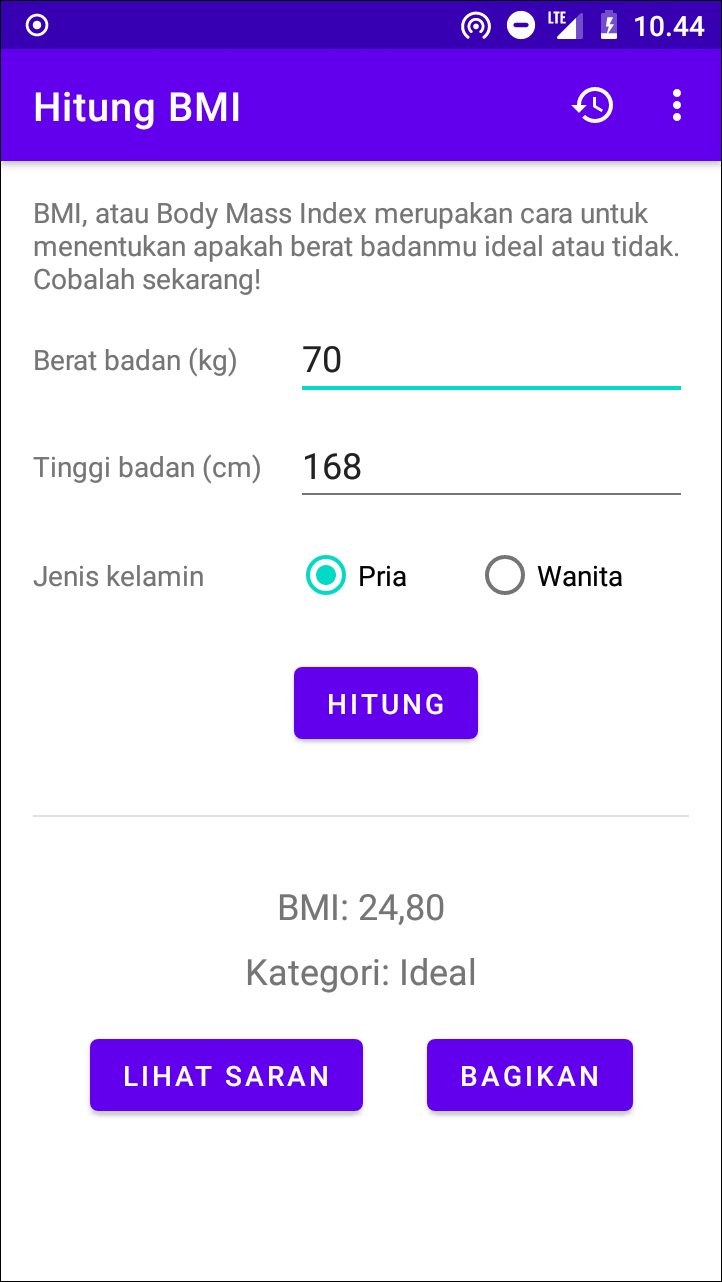 LTE 10.44
Hitung BMI
BMI, atau Body Mass Index merupakan cara untuk
menentukan apakah berat badanmu ideal atau tidak.
Cobalah sekarang!
Berat badan (kg) 70
Tinggi badan (cm) 168
Jenis kelamin Pria Wanita
HITUNG
BMI: 24,80
Kategori: Ideal
LIHAT SARAN BAGIKAN